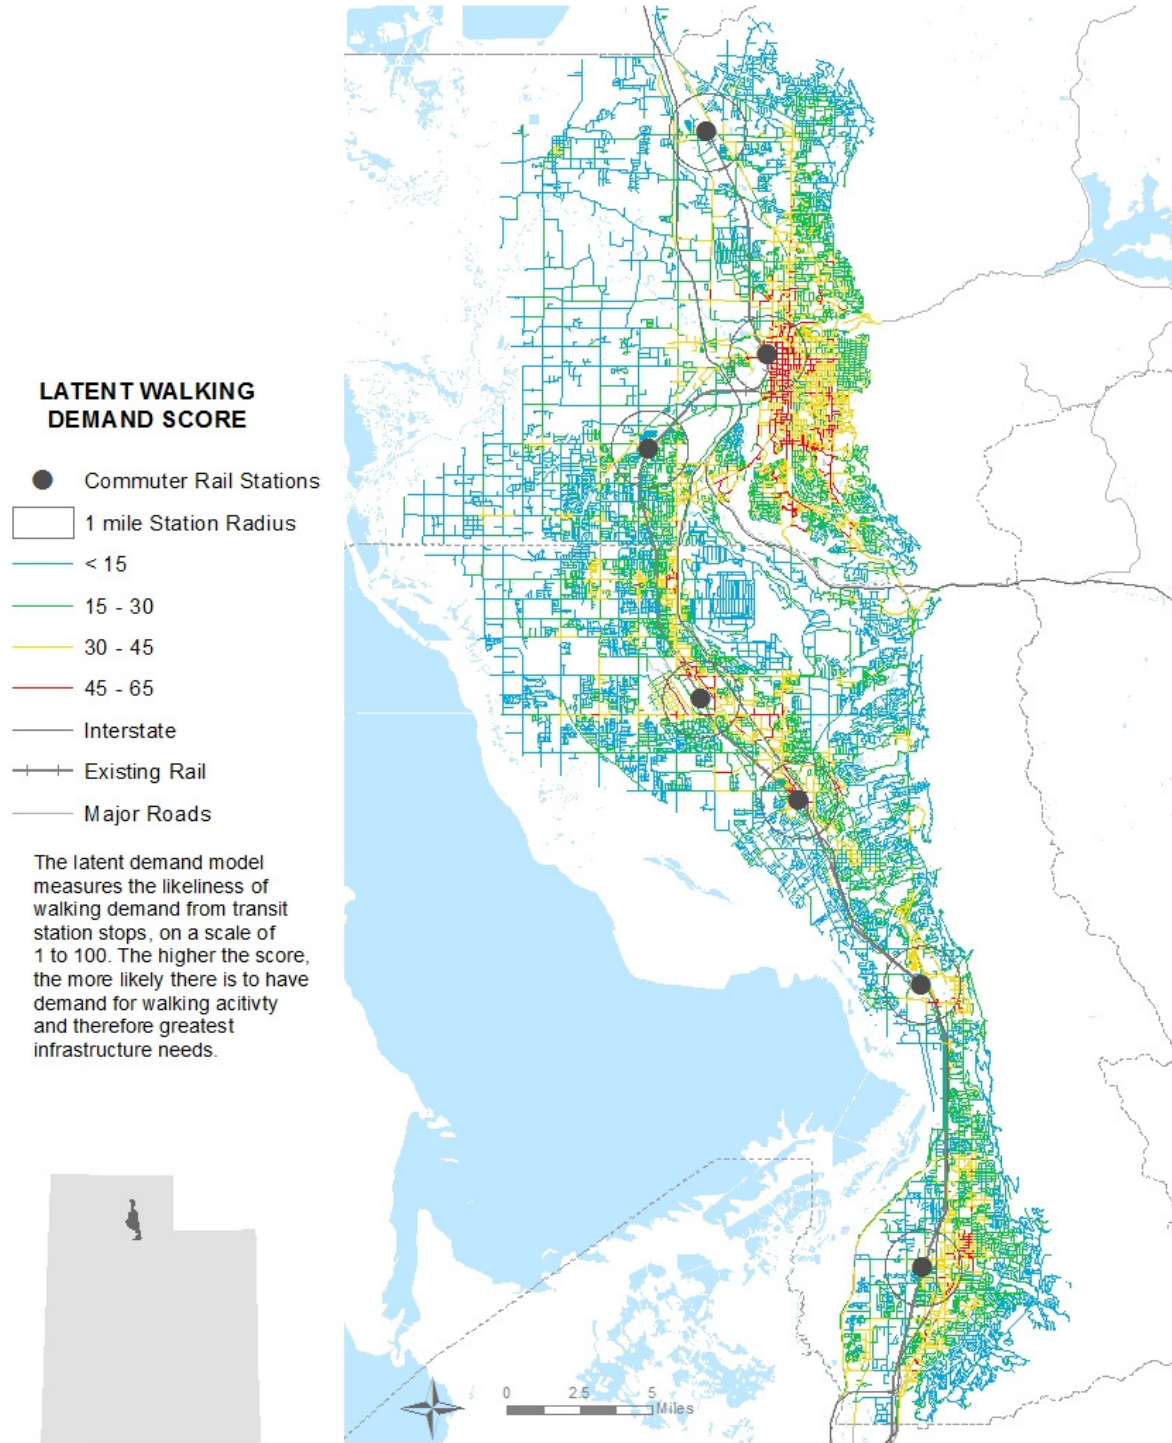 LATENT WALKING
DEMAND SCORE
Commuter Rail Stations
1 mile Station Radius
< 15
15 - 30
30 - 45
45 - 65
Interstate
Existing Rail
Major Roads
The latent demand model
measures the likeliness of
walking demand from transit
station stops, on a scale of
1 to 100. The higher the score,
the more likely there is to have
demand for walking acitivty
and therefore greatest
infrastructure needs.
0 2.5 5
Miles